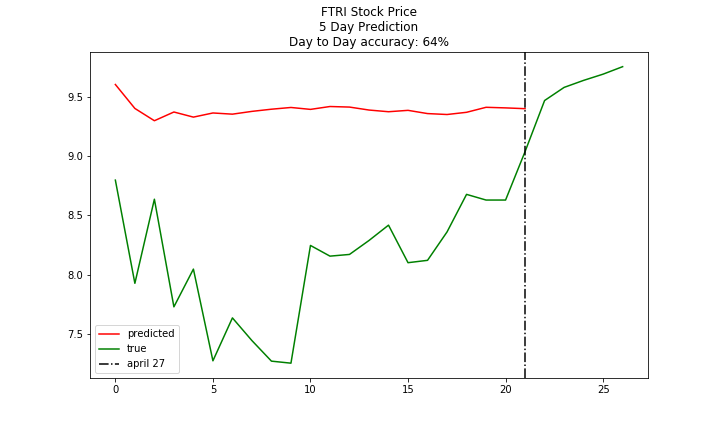 FTRI Stock Price
5 Day Prediction
Day to Day accuracy: 64%
9.5
9.0
8.5
8.0
7.5
predicted
true
april 27
0 5 10 15 20 25